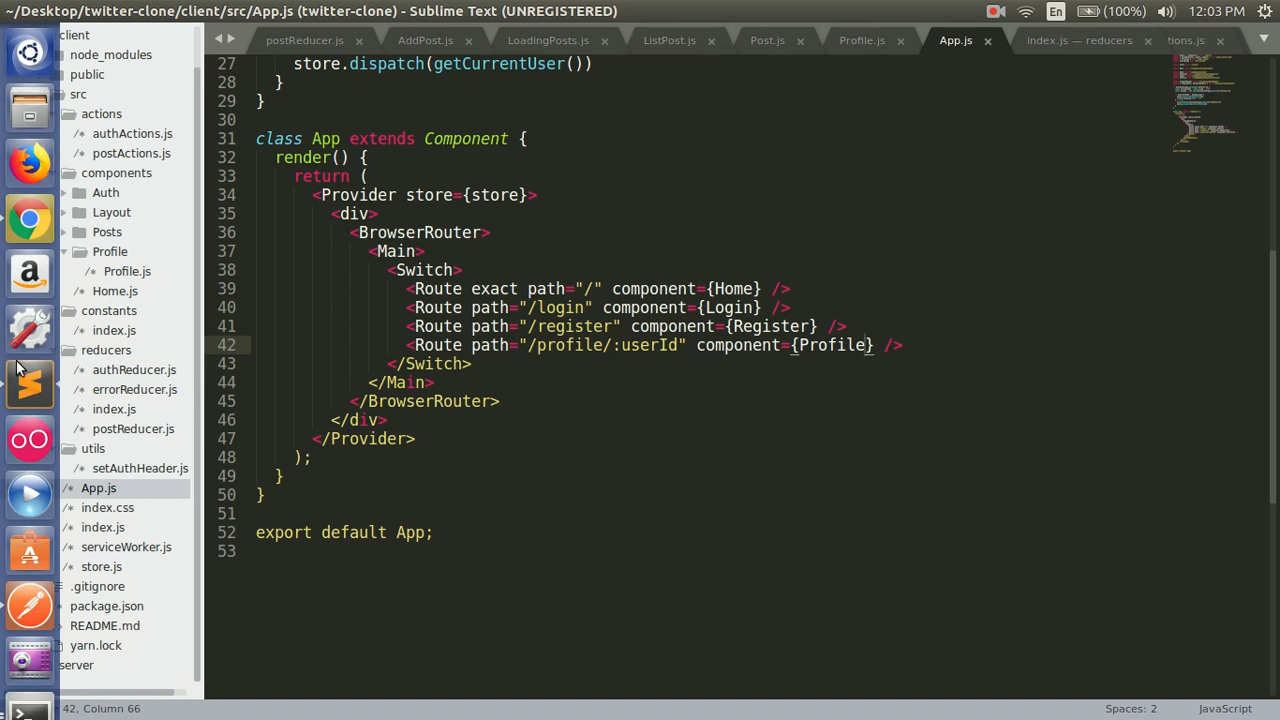 ~/Desktop/twitter-clone/client/src/App.js (twitter-clone) - Sublime Text (UNREGISTERED)
En
(100%)
12:03 PM
postReducer.js
AddPost.js
LoadingPosts.js
ListPost.js
Post.js
Profile.js
App.js
index.js — reducers
tions.js
client
node_modules
public
src
actions
/* authActions.js
/* postActions.js
components
Auth
Layout
Posts
Profile
/* Profile.js
/* Home.js
constants
/* index.js
reducers
/* authReducer.js
/* errorReducer.js
/* index.js
/* postReducer.js
utils
/* setAuthHeader.js
/* App.js
/* index.css
/* index.js
/* serviceWorker.js
/* store.js
.gitignore
/* package.json
README.md
yarn.lock
server
27 store.dispatch(getCurrentUser())
28 }
29 }
30
31 class App extends Component {
32 render() {
33 return (
34 <Provider store={store}>
35 <div>
36 <BrowserRouter>
37 <Main>
38 <Switch>
39 <Route exact path="/" component={Home} />
40 <Route path="/login" component={Login} />
41 <Route path="/register" component={Register} />
42 <Route path="/profile/:userId" component={Profile} />
43 </Switch>
44 </Main>
45 </BrowserRouter>
46 </div>
47 </Provider>
48 );
49 }
50 }
51
52 export default App;
53
42, Column 66
Spaces: 2
JavaScript